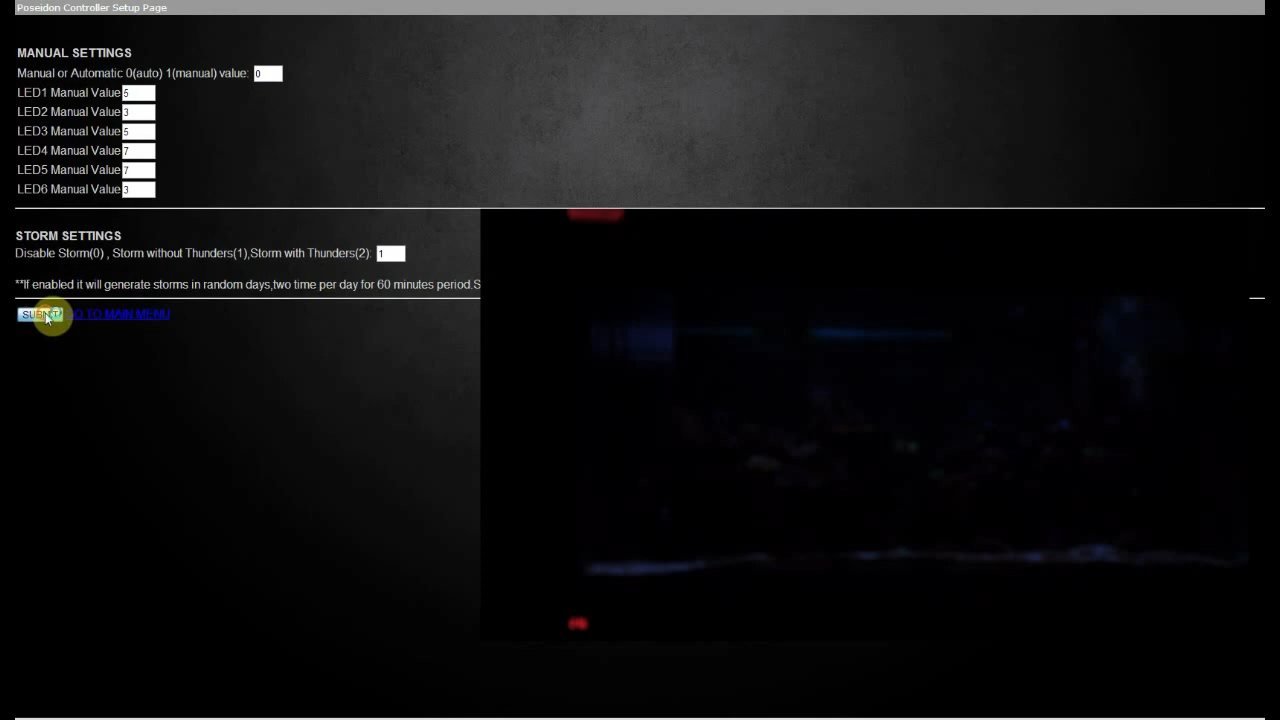 Poseidon Controller Setup Page
MANUAL SETTINGS
Manual or Automatic 0(auto) 1(manual) value: 0
LED1 Manual Value 5
LED2 Manual Value 3
LED3 Manual Value 5
LED4 Manual Value 7
LED5 Manual Value 7
LED6 Manual Value 3
STORM SETTINGS
Disable Storm(0) , Storm without Thunders(1),Storm with Thunders(2): 1
**If enabled it will generate storms in random days,two time per day for 60 minutes period.S
SUBMIT GO TO MAIN MENU